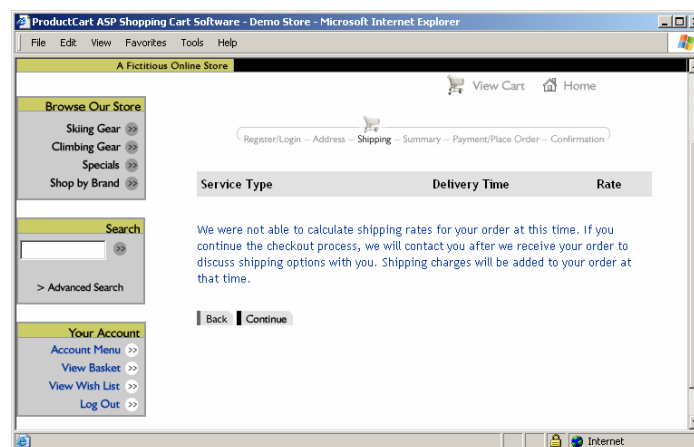 ProductCart ASP Shopping Cart Software - Demo Store - Microsoft Internet Explorer
File Edit View Favorites Tools Help
A Fictitious Online Store
View Cart Home
Browse Our Store
Skiing Gear >>
Climbing Gear >>
Specials >>
Shop by Brand >>
Register/Login – Address – Shipping – Summary – Payment/Place Order – Confirmation
Service Type Delivery Time Rate
We were not able to calculate shipping rates for your order at this time. If you
continue the checkout process, we will contact you after we receive your order to
discuss shipping options with you. Shipping charges will be added to your order at
that time.
Back Continue
Search
>>
> Advanced Search
Your Account
Account Menu >>
View Basket >>
View Wish List >>
Log Out >>
Internet